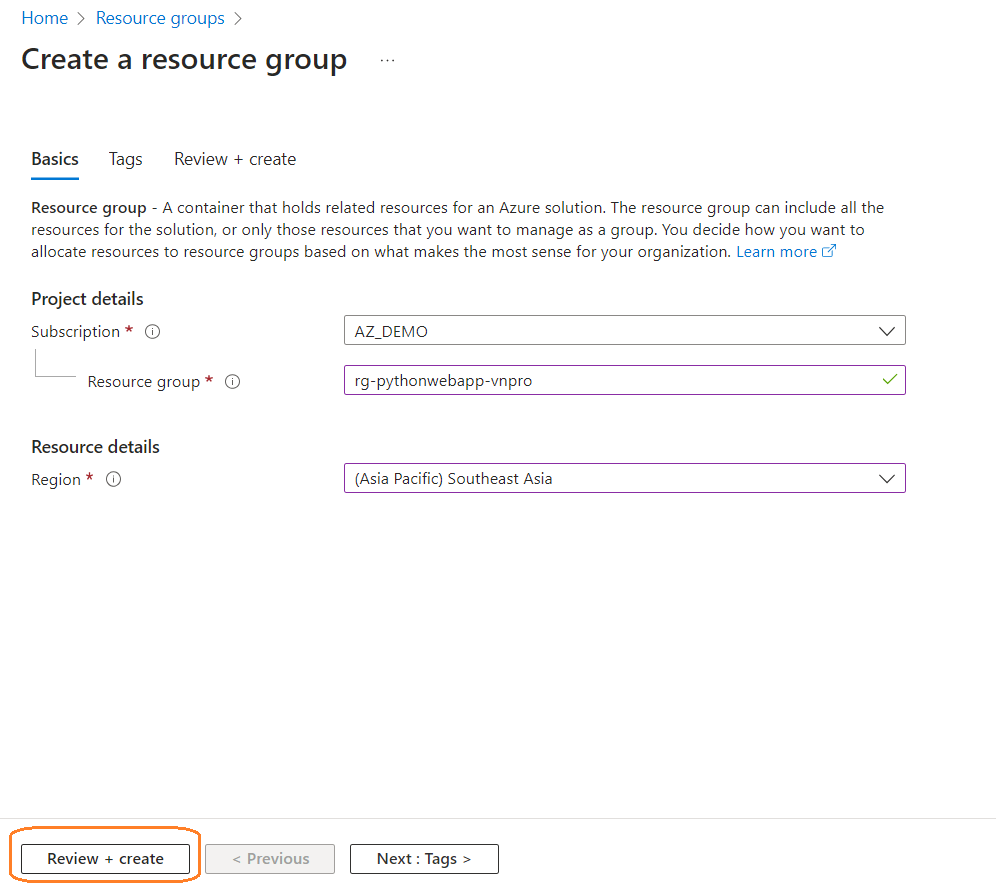 Home > Resource groups >
Create a resource group ...
Basics Tags Review + create
Resource group - A container that holds related resources for an Azure solution. The resource group can include all the
resources for the solution, or only those resources that you want to manage as a group. You decide how you want to
allocate resources to resource groups based on what makes the most sense for your organization. Learn more
Project details
Subscription * AZ_DEMO
Resource group * rg-pythonwebapp-vnpro
Resource details
Region * (Asia Pacific) Southeast Asia
Review + create < Previous Next : Tags >